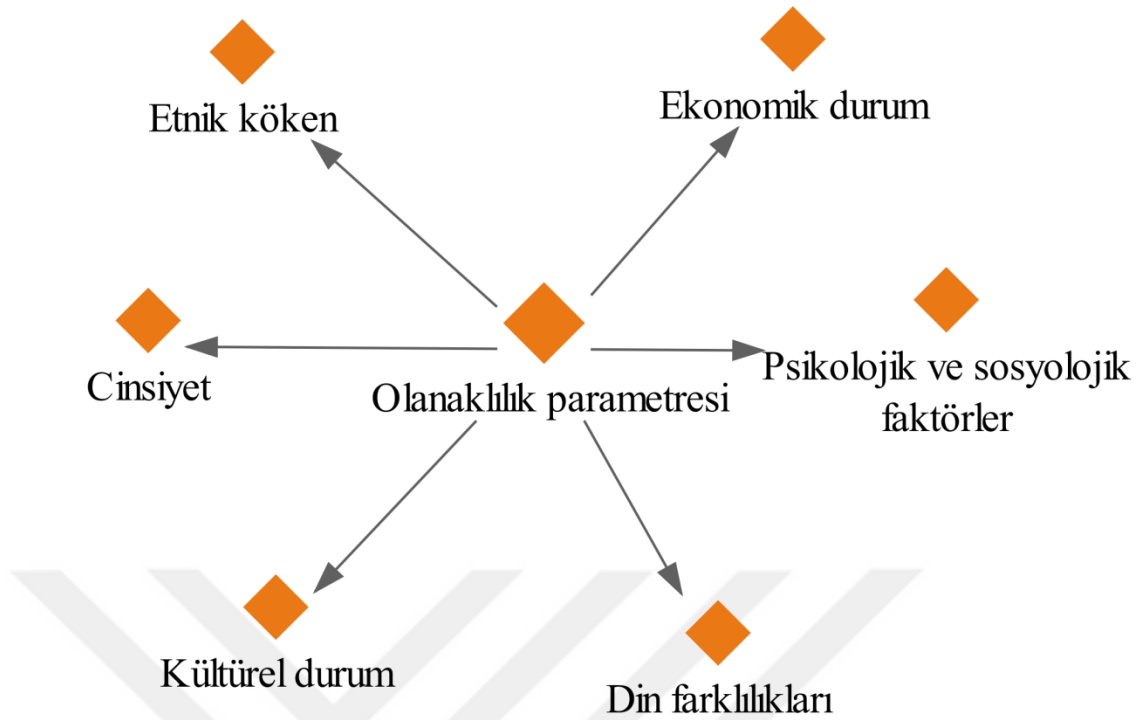 Etnik köken
Ekonomik durum
Cinsiyet
Olanaklılık parametresi
Psikolojik ve sosyolojik
faktörler
Kültürel durum
Din farklılıkları